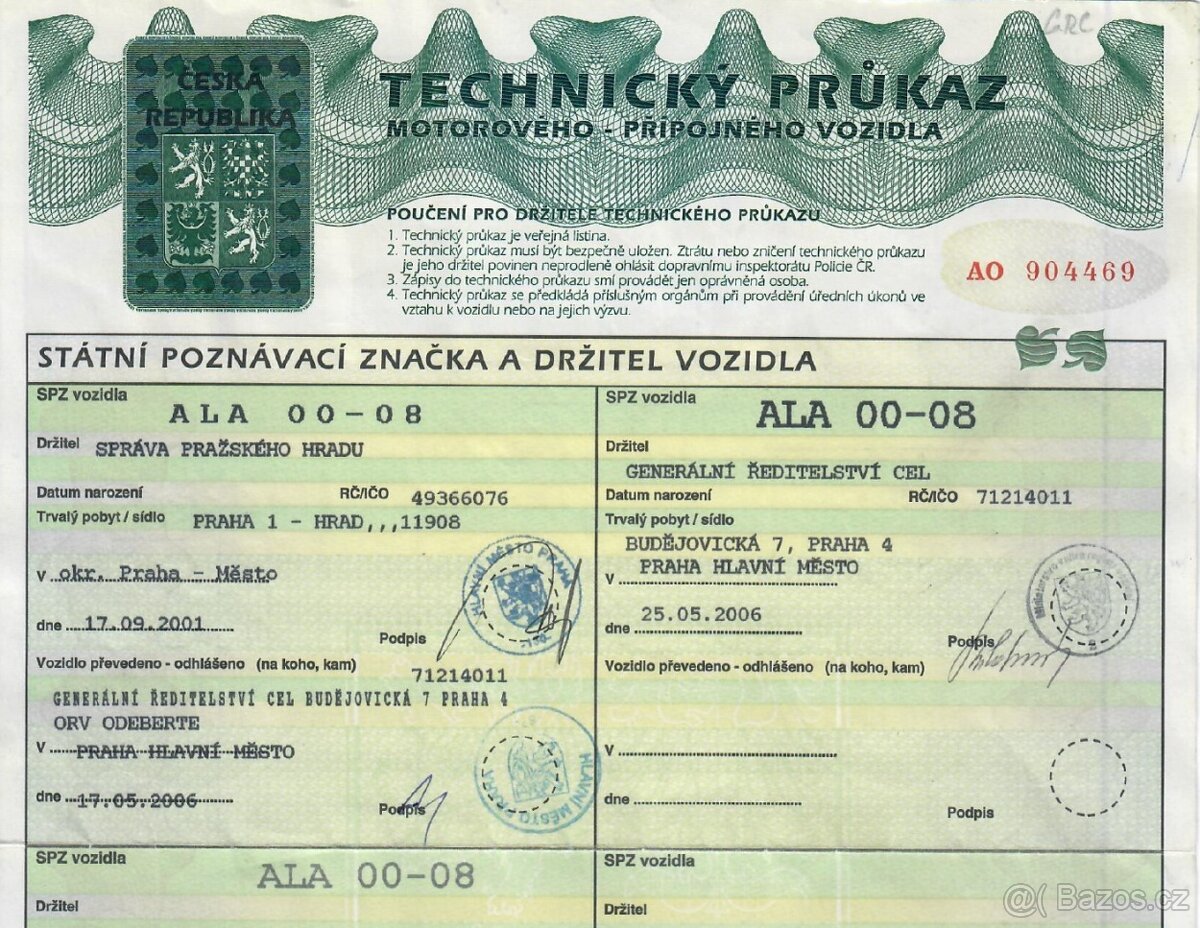 GRC
ČESKÁ
REPUBLIKA
TECHNICKÝ PRŮKAZ
MOTOROVÉHO - PŘÍPOJNÉHO VOZIDLA
POUČENÍ PRO DRŽITELE TECHNICKÉHO PRŮKAZU
1. Technický průkaz je veřejná listina.
2. Technický průkaz musí být bezpečně uložen. Ztrátu nebo zničení technického průkazu
je jeho držitel povinen neprodleně ohlásit dopravnímu inspektorátu Policie ČR.
3. Zápisy do technického průkazu smí provádět jen oprávněná osoba.
4. Technický průkaz se předkládá příslušným orgánům při provádění úředních úkonů ve
vztahu k vozidlu nebo na jejich výzvu.
AO 904469
STÁTNÍ POZNÁVACÍ ZNAČKA A DRŽITEL VOZIDLA
SPZ vozidla
ALA 00-08
Držitel SPRÁVA PRAŽSKÉHO HRADU
Datum narození RČ/IČO 49366076
Trvalý pobyt / sídlo PRAHA 1 - HRAD,,,11908
v okr. Praha - Město
dne 17.09.2001
Podpis
HLAVNÍ MĚSTO PRAHA
Vozidlo převedeno - odhlášeno (na koho, kam)
71214011
GENERÁLNÍ ŘEDITELSTVÍ CEL BUDĚJOVICKÁ 7 PRAHA 4
ORV ODEBERTE
v PRAHA HLAVNÍ MĚSTO
dne 17.05.2006
Podpis
HLAVNÍ MĚSTO PRAHA
SPZ vozidla
ALA 00-08
Držitel
GENERÁLNÍ ŘEDITELSTVÍ CEL
Datum narození RČ/IČO 71214011
Trvalý pobyt / sídlo
BUDĚJOVICKÁ 7, PRAHA 4
v PRAHA HLAVNÍ MĚSTO
dne 25.05.2006
Podpis
Vozidlo převedeno - odhlášeno (na koho, kam)
v
dne
Podpis
SPZ vozidla
ALA 00-08
Držitel
SPZ vozidla
Držitel
@( Bazos.cz